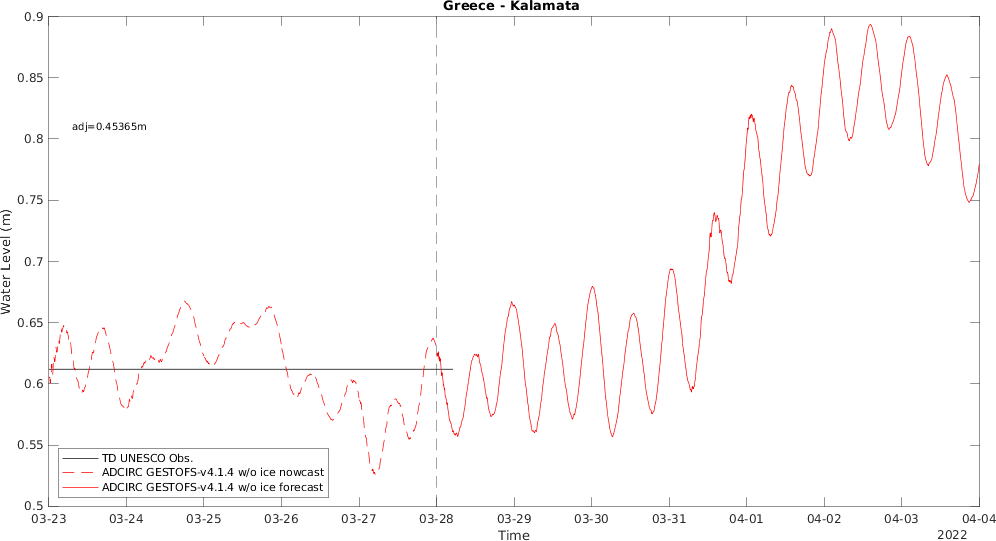 Greece - Kalamata
0.9
0.85
0.8
0.75
0.7
0.65
0.6
0.55
0.5
Water Level (m)
adj=0.45365m
TD UNESCO Obs.
ADCIRC GESTOFS-v4.1.4 w/o ice nowcast
ADCIRC GESTOFS-v4.1.4 w/o ice forecast
03-23 03-24 03-25 03-26 03-27 03-28 03-29 03-30 03-31 04-01 04-02 04-03 04-04
Time
2022